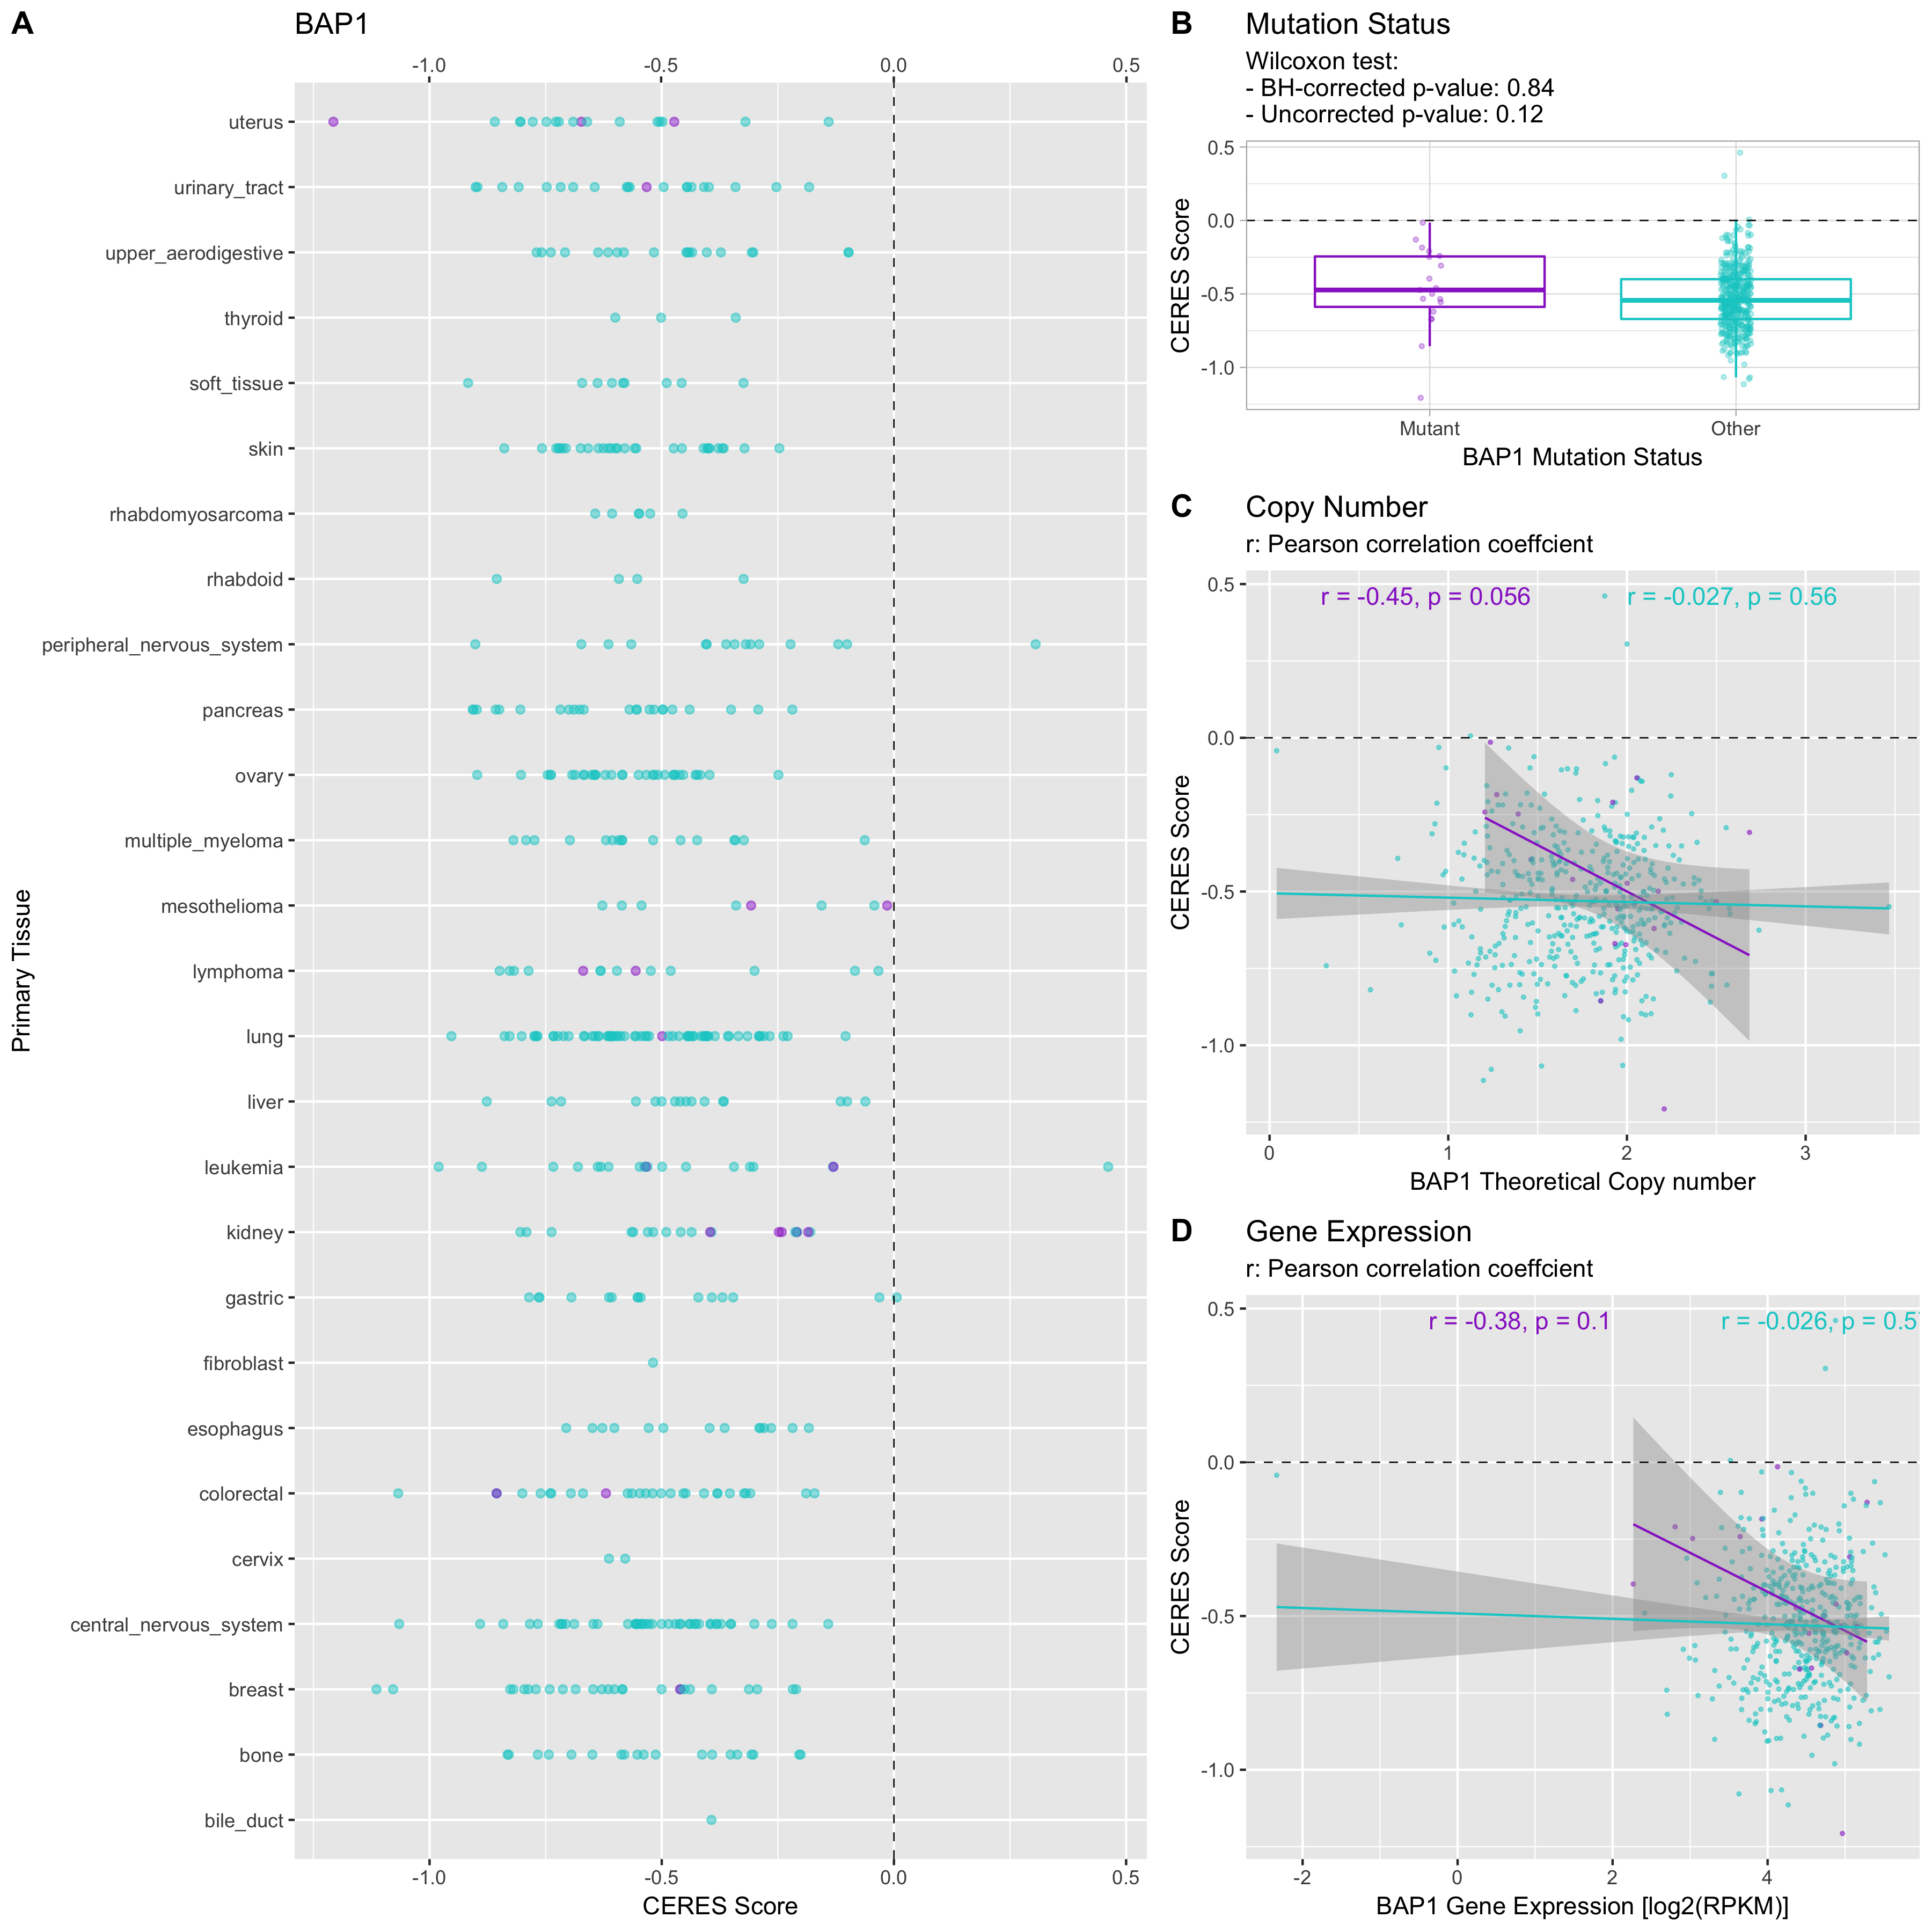 A
BAP1
-1.0 -0.5 0.0 0.5
Primary Tissue
uterus
urinary_tract
upper_aerodigestive
thyroid
soft_tissue
skin
rhabdomyosarcoma
rhabdoid
peripheral_nervous_system
pancreas
ovary
multiple_myeloma
mesothelioma
lymphoma
lung
liver
leukemia
kidney
gastric
fibroblast
esophagus
colorectal
cervix
central_nervous_system
breast
bone
bile_duct
-1.0 -0.5 0.0 0.5
CERES Score
B
Mutation Status
Wilcoxon test:
- BH-corrected p-value: 0.84
- Uncorrected p-value: 0.12
CERES Score
0.5
0.0
-0.5
-1.0
Mutant Other
BAP1 Mutation Status
C
Copy Number
r: Pearson correlation coeffcient
r = -0.45, p = 0.056 r = -0.027, p = 0.56
CERES Score
0.5
0.0
-0.5
-1.0
0 1 2 3
BAP1 Theoretical Copy number
D
Gene Expression
r: Pearson correlation coeffcient
r = -0.38, p = 0.1 r = -0.026, p = 0.5
CERES Score
0.5
0.0
-0.5
-1.0
-2 0 2 4
BAP1 Gene Expression [log2(RPKM)]